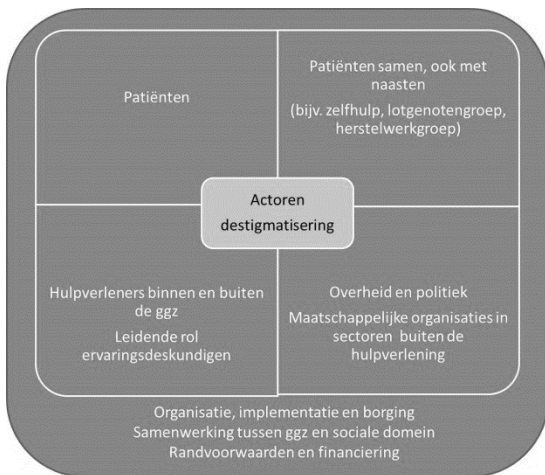 Patiënten
Patiënten samen, ook met
naasten
(bijv. zelfhulp, lotgenotengroep,
herstelwerkgroep)
Actoren
destigmatisering
Hulpverleners binnen en buiten
de ggz
Leidende rol
ervaringsdeskundigen
Overheid en politiek
Maatschappelijke organisaties in
sectoren buiten de
hulpverlening
Organisatie, implementatie en borging
Samenwerking tussen ggz en sociale domein
Randvoorwaarden en financiering